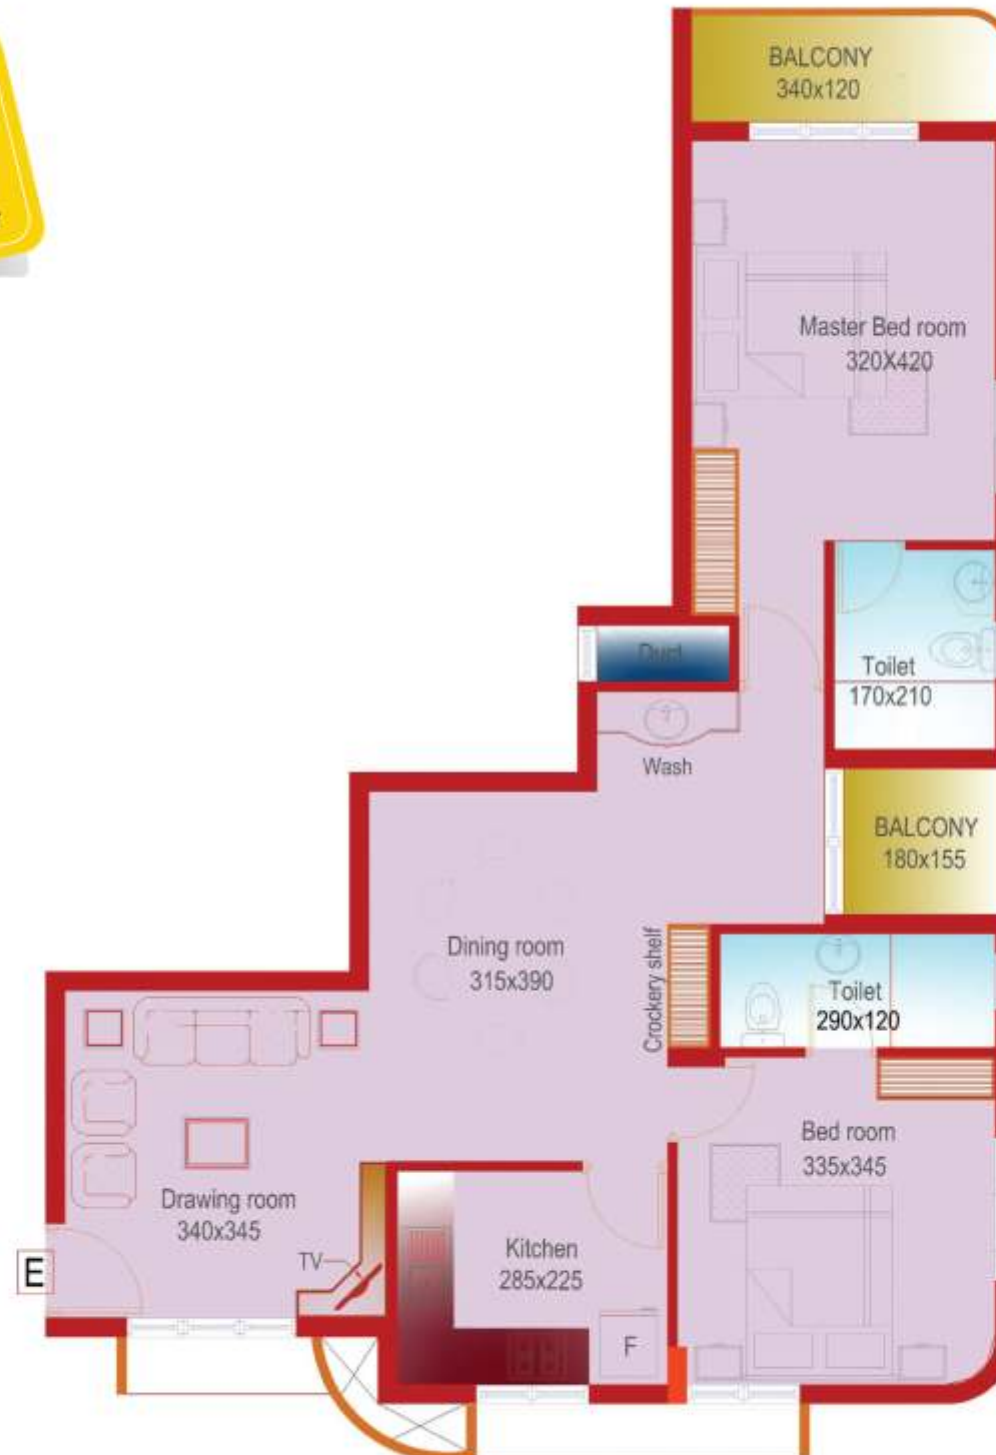 BALCONY
340x120
Master Bed room
320X420
Duct
Toilet
170x210
Wash
BALCONY
180x155
Dining room
315x390
Crockery shelf
Toilet
290x120
Bed room
335x345
Drawing room
340x345
E
TV
Kitchen
285x225
F